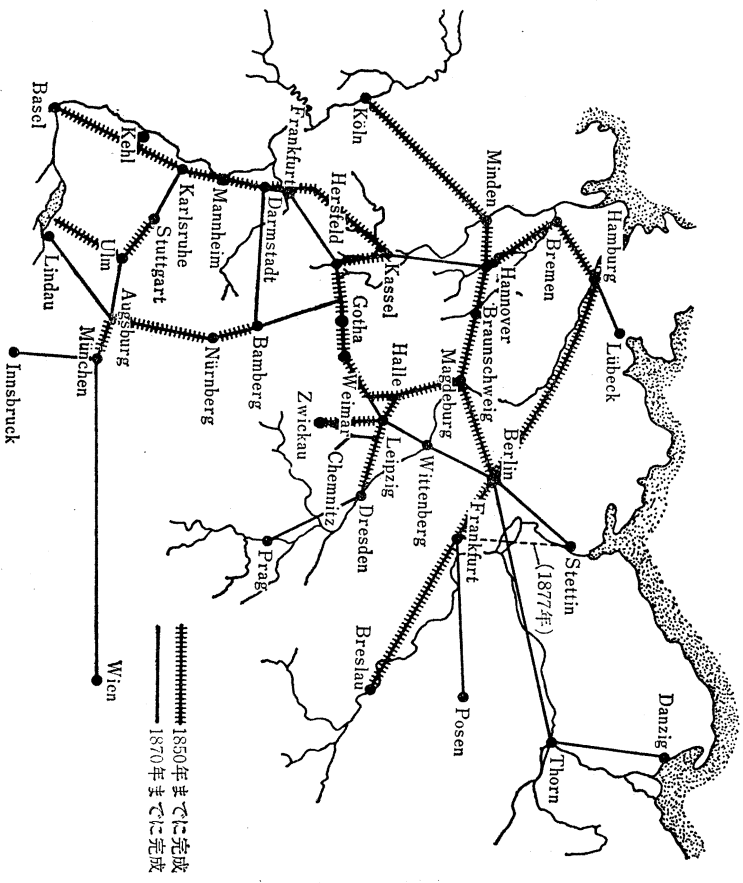 Lübeck
Hamburg
Bremen
Danzig
Stettin
(1877年)
Thorn
Minden
Hannover
Braunschweig
Magdeburg
Berlin
Frankfurt
Posen
Köln
Kassel
Hersfeld
Gotha
Weimar
Halle
Leipzig
Wittenberg
Zwickau
Chemnitz
Dresden
Breslau
Prag
Frankfurt
Darmstadt
Mannheim
Karlsruhe
Kehl
Basel
Bamberg
Nürnberg
Stuttgart
Ulm
Augsburg
Lindau
München
Innsbruck
Wien
1850年までに完成
1870年までに完成